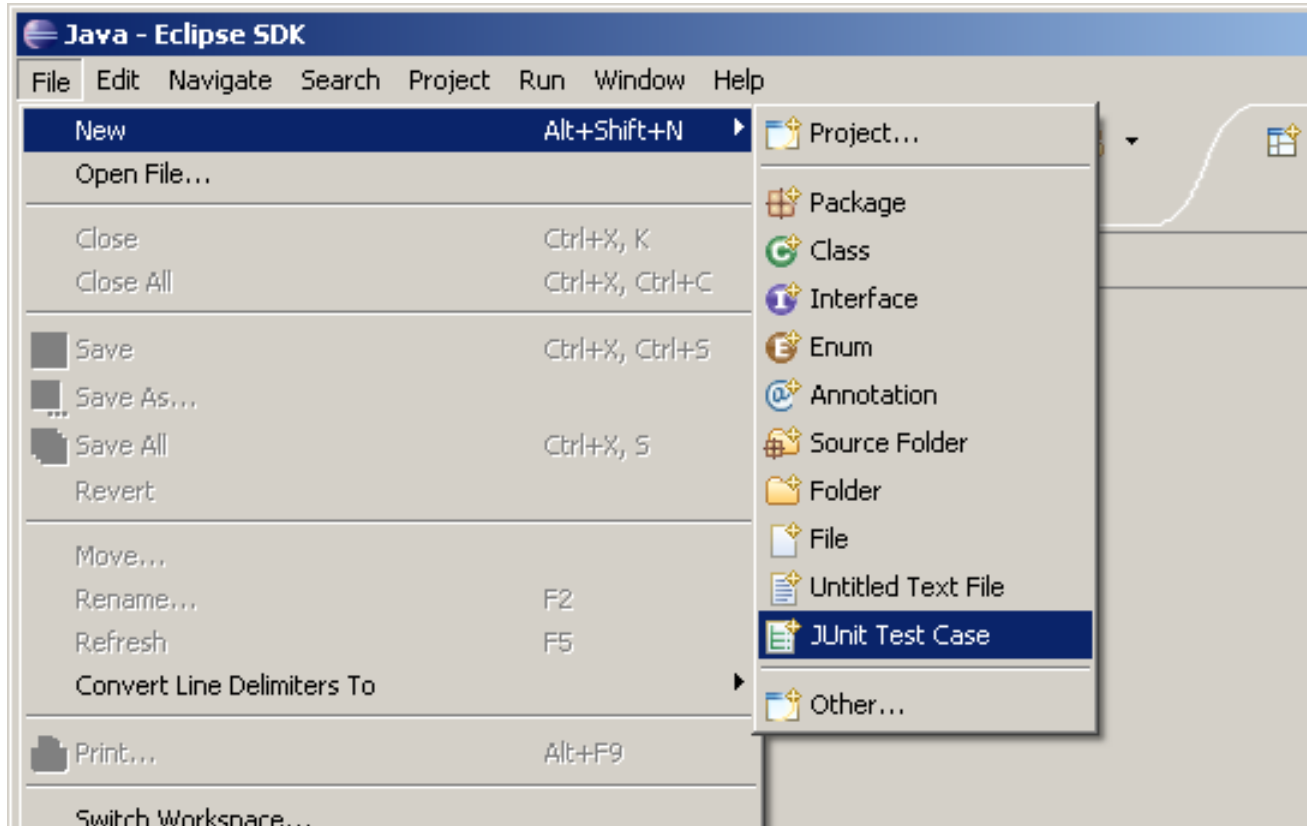 Java - Eclipse SDK
File Edit Navigate Search Project Run Window Help
New Alt+Shift+N
Open File...
Close Ctrl+X, K
Close All Ctrl+X, Ctrl+C
Save Ctrl+X, Ctrl+S
Save As...
Save All Ctrl+X, S
Revert
Move...
Rename... F2
Refresh F5
Convert Line Delimiters To
Print... Alt+F9
Switch Workspace...
Project...
Package
Class
Interface
Enum
Annotation
Source Folder
Folder
File
Untitled Text File
JUnit Test Case
Other...